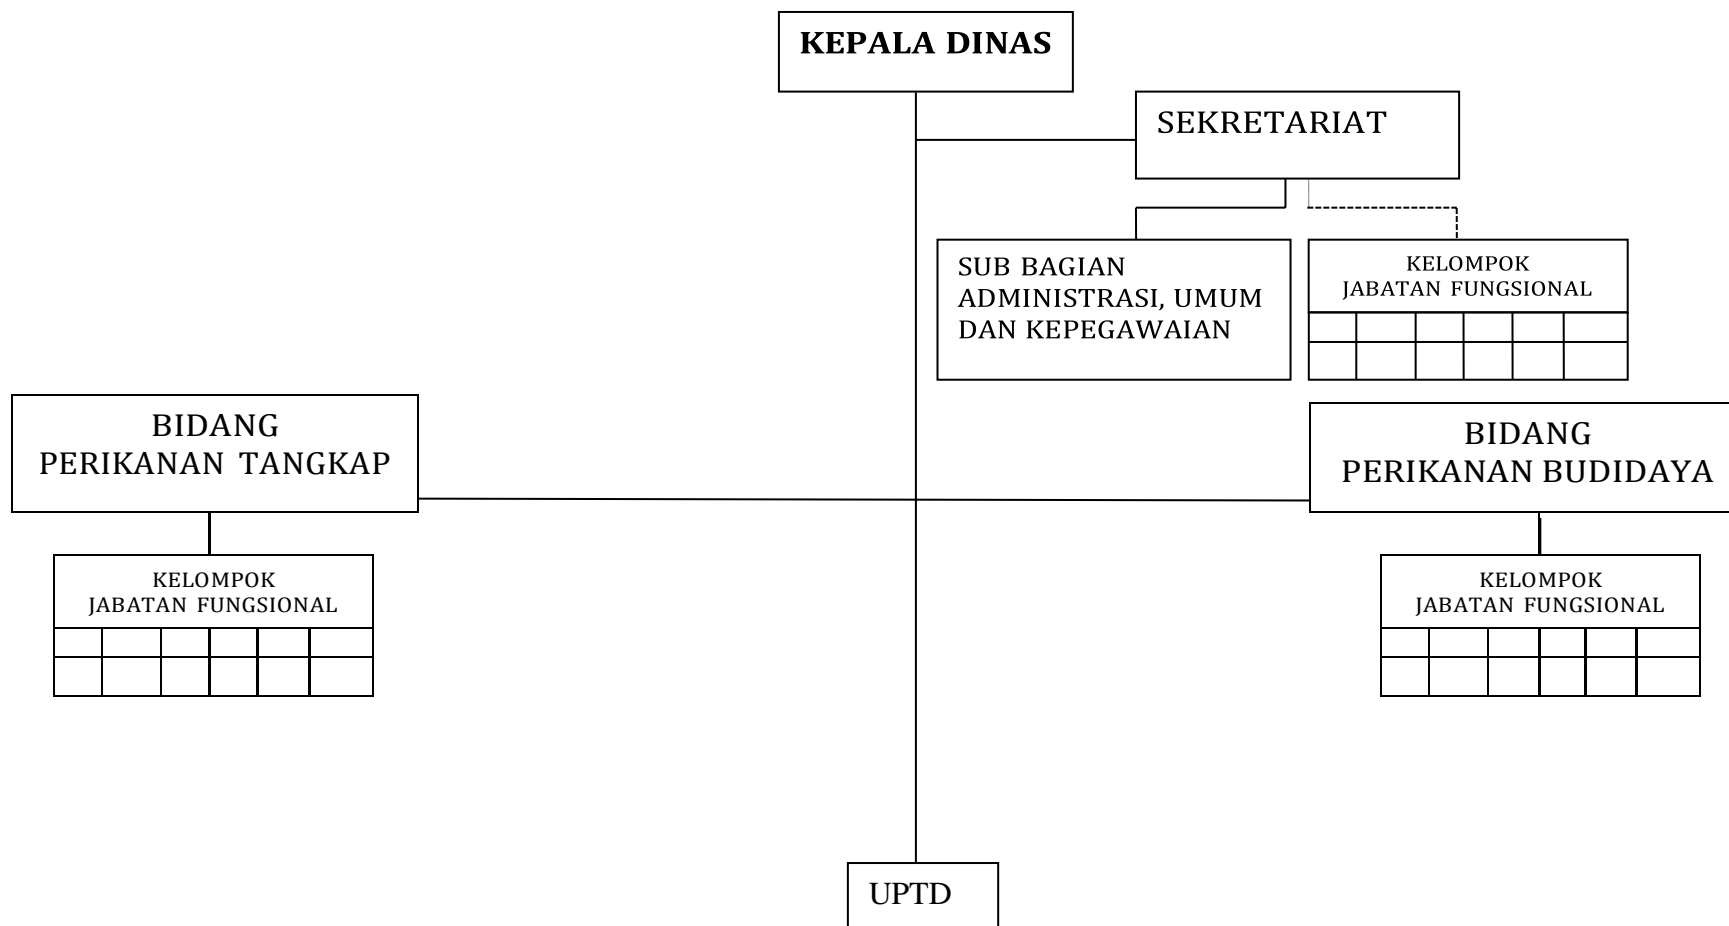 KEPALA DINAS
SEKRETARIAT
SUB BAGIAN
ADMINISTRASI, UMUM
DAN KEPEGAWAIAN
KELOMPOK
JABATAN FUNGSIONAL
BIDANG
PERIKANAN TANGKAP
BIDANG
PERIKANAN BUDIDAYA
KELOMPOK
JABATAN FUNGSIONAL
KELOMPOK
JABATAN FUNGSIONAL
UPTD